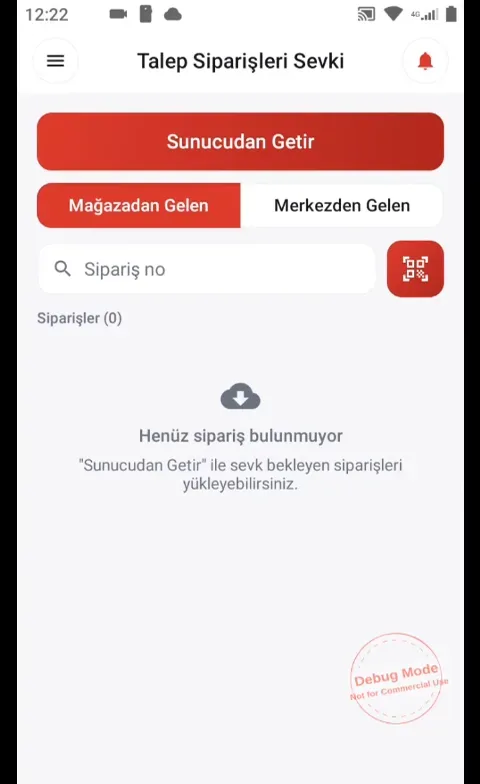 12:22
4G
Talep Siparişleri Sevki
Sunucudan Getir
Mağazadan Gelen
Merkezden Gelen
Sipariş no
Siparişler (0)
Henüz sipariş bulunmuyor
"Sunucudan Getir" ile sevk bekleyen siparişleri
yükleyebilirsiniz.
Debug Mode
Not for Commercial Use